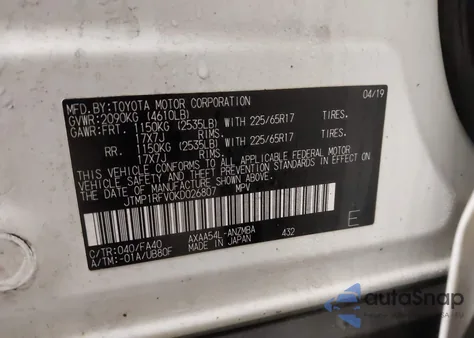 MFD.BY:TOYOTA MOTOR CORPORATION 04/19
GVWR:2090KG (4610LB)
GAWR:FRT. 1150KG (2535LB) WITH 225/65R17 TIRES.
17X7J RIMS.
RR. 1150KG (2535LB) WITH 225/65R17 TIRES.
17X7J RIMS.
THIS VEHICLE CONFORMS TO ALL APPLICABLE FEDERAL MOTOR
VEHICLE SAFETY AND THEFT PREVENTION STANDARDS IN EFFECT ON
THE DATE OF MANUFACTURE SHOWN ABOVE.
JTMP1RFV0KD026807 MPV
C/TR:040/FA40 AXAA54L-ANZMBA 432
A/TM:-01A/UB80F MADE IN JAPAN
E
autoSnap